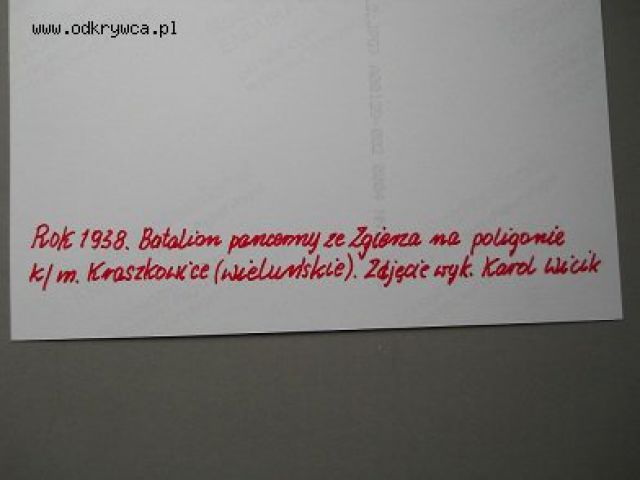 www.odkrywca.pl
Rok 1938. Batalion pancerny ze Zgierza na poligonie
k/m. Kraszkowice (wieluńskie). Zdjęcie wyk. Karol Wicik